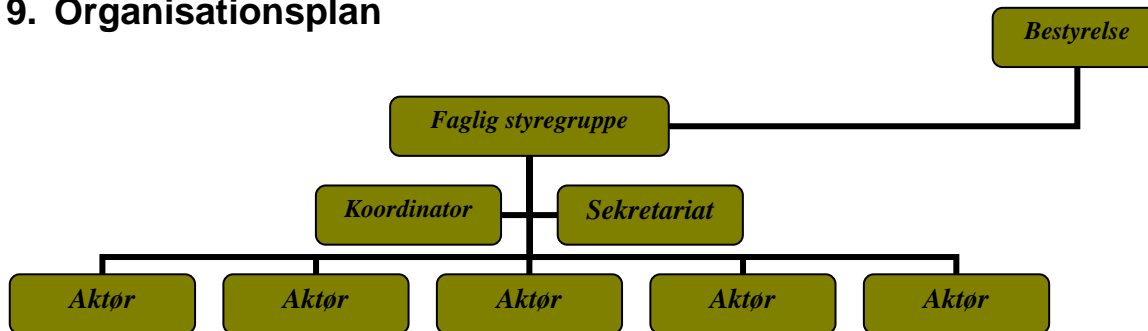 9. Organisationsplan
Bestyrelse
Faglig styregruppe
Koordinator
Sekretariat
Aktør
Aktør
Aktør
Aktør
Aktør